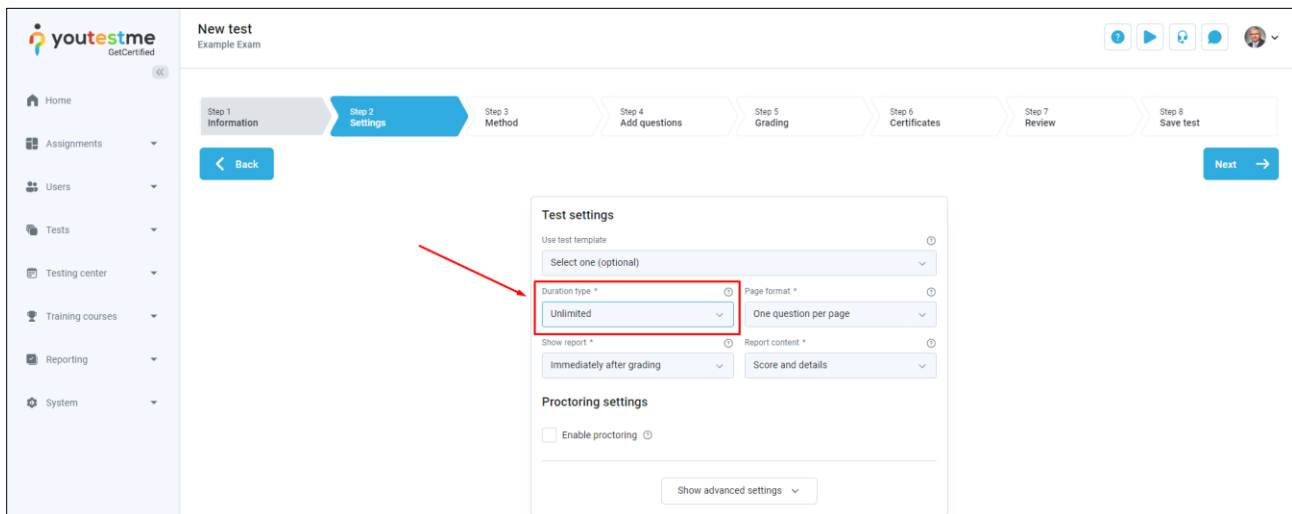 youtestme
GetCertified
New test
Example Exam
Home
Assignments
Users
Tests
Testing center
Training courses
Reporting
System
Step 1
Information
Step 2
Settings
Step 3
Method
Step 4
Add questions
Step 5
Grading
Step 6
Certificates
Step 7
Review
Step 8
Save test
Back
Next
Test settings
Use test template
Select one (optional)
Duration type *
Page format *
Unlimited
One question per page
Show report *
Report content *
Immediately after grading
Score and details
Proctoring settings
Enable proctoring
Show advanced settings